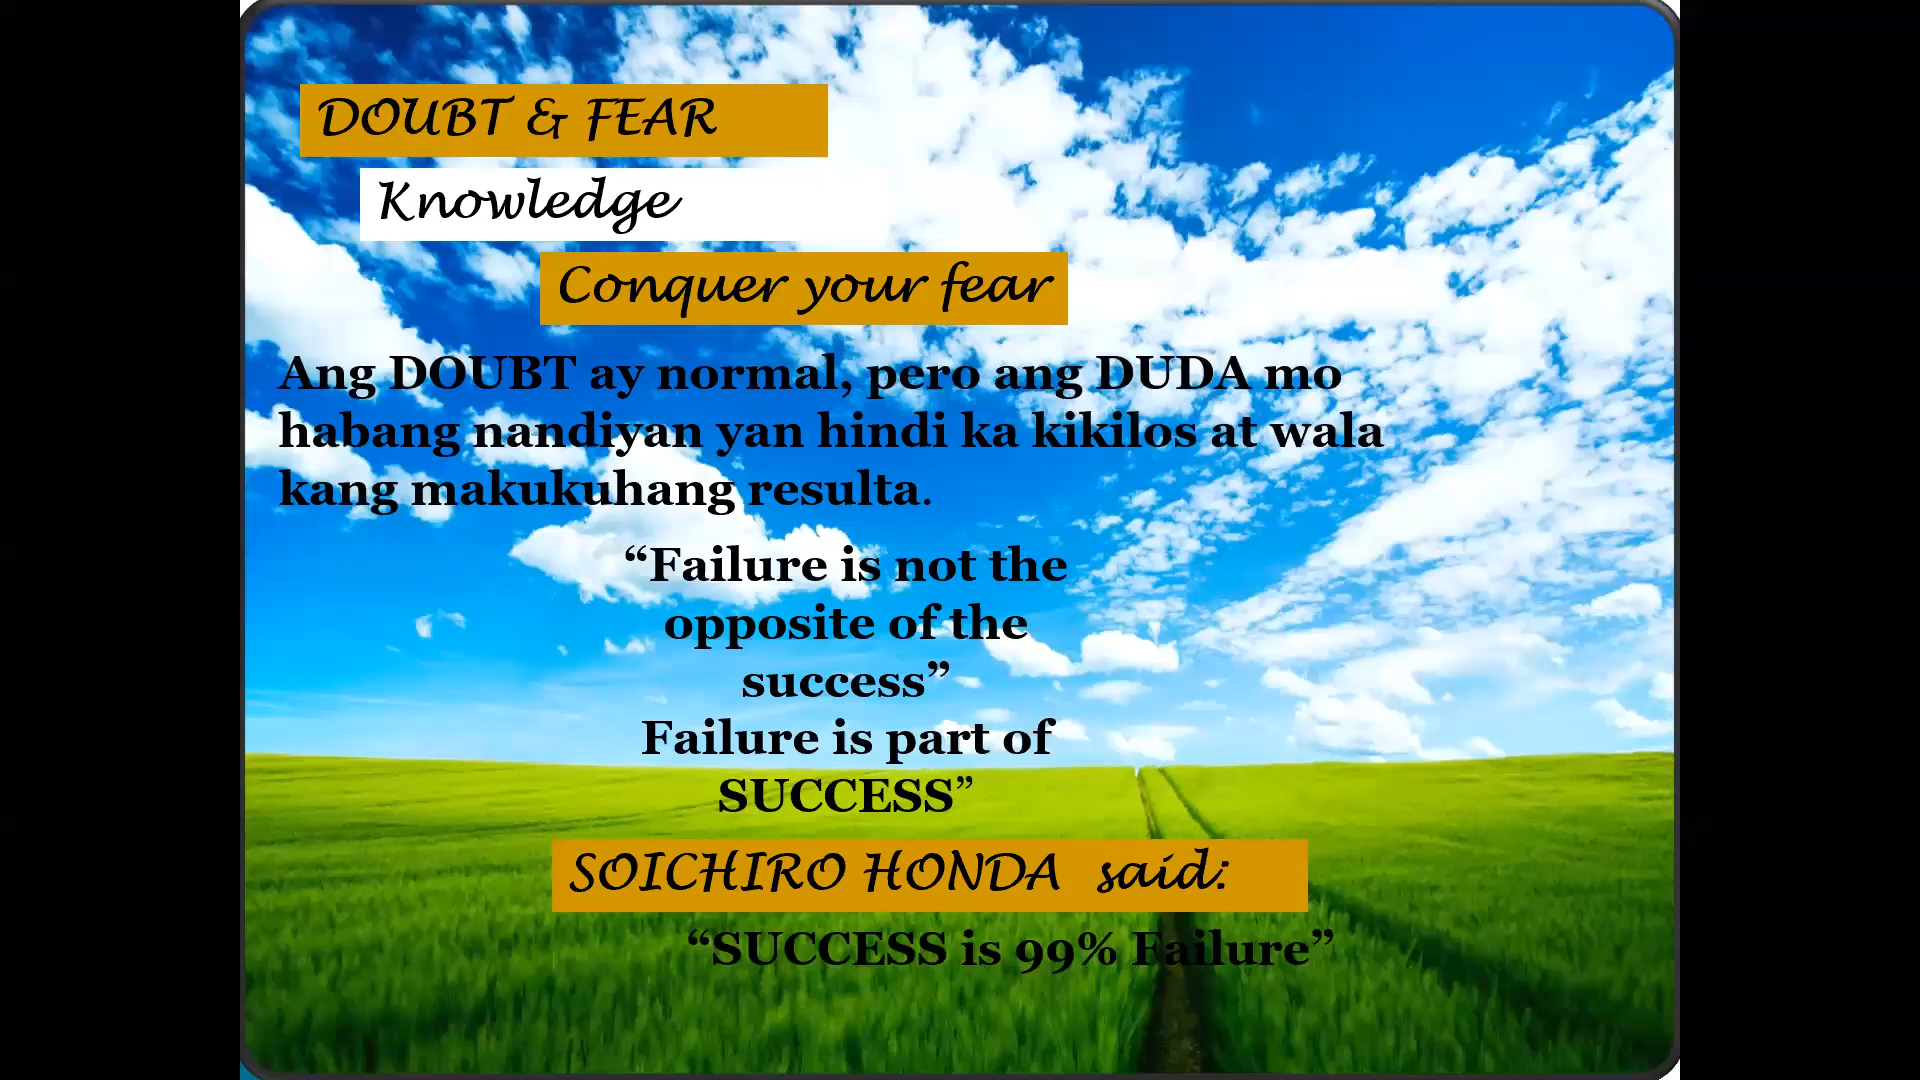 DOUBT & FEAR
Knowledge
Conquer your fear
Ang DOUBT ay normal, pero ang DUDA mo
habang nandiyan yan hindi ka kikilos at wala
kang makukuhang resulta.
“Failure is not the
opposite of the
success”
Failure is part of
SUCCESS”
SOICHIRO HONDA said:
“SUCCESS is 99% Failure”